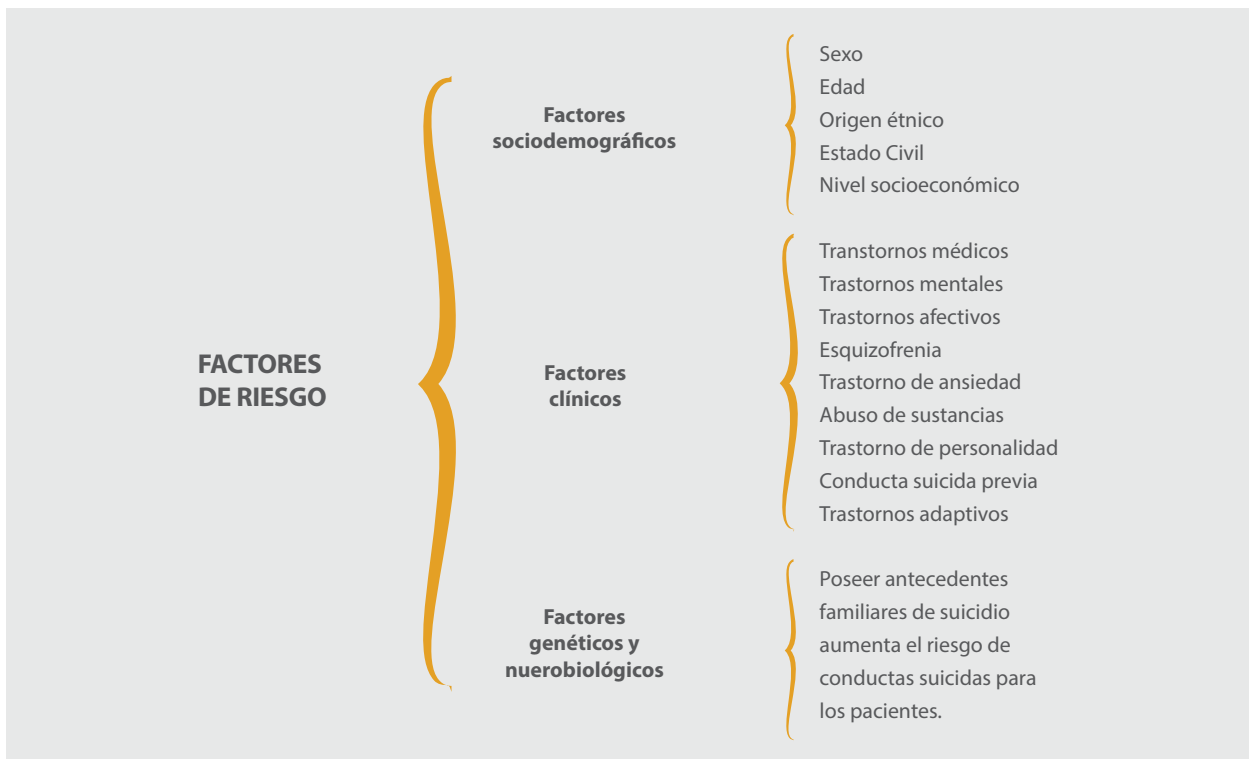 FACTORES
DE RIESGO
Factores
sociodemográficos
Sexo
Edad
Origen étnico
Estado Civil
Nivel socioeconómico
Factores
clínicos
Transtornos médicos
Trastornos mentales
Trastornos afectivos
Esquizofrenia
Trastorno de ansiedad
Abuso de sustancias
Trastorno de personalidad
Conducta suicida previa
Trastornos adaptivos
Factores
genéticos y
nuerobiológicos
Poseer antecedentes
familiares de suicidio
aumenta el riesgo de
conductas suicidas para
los pacientes.